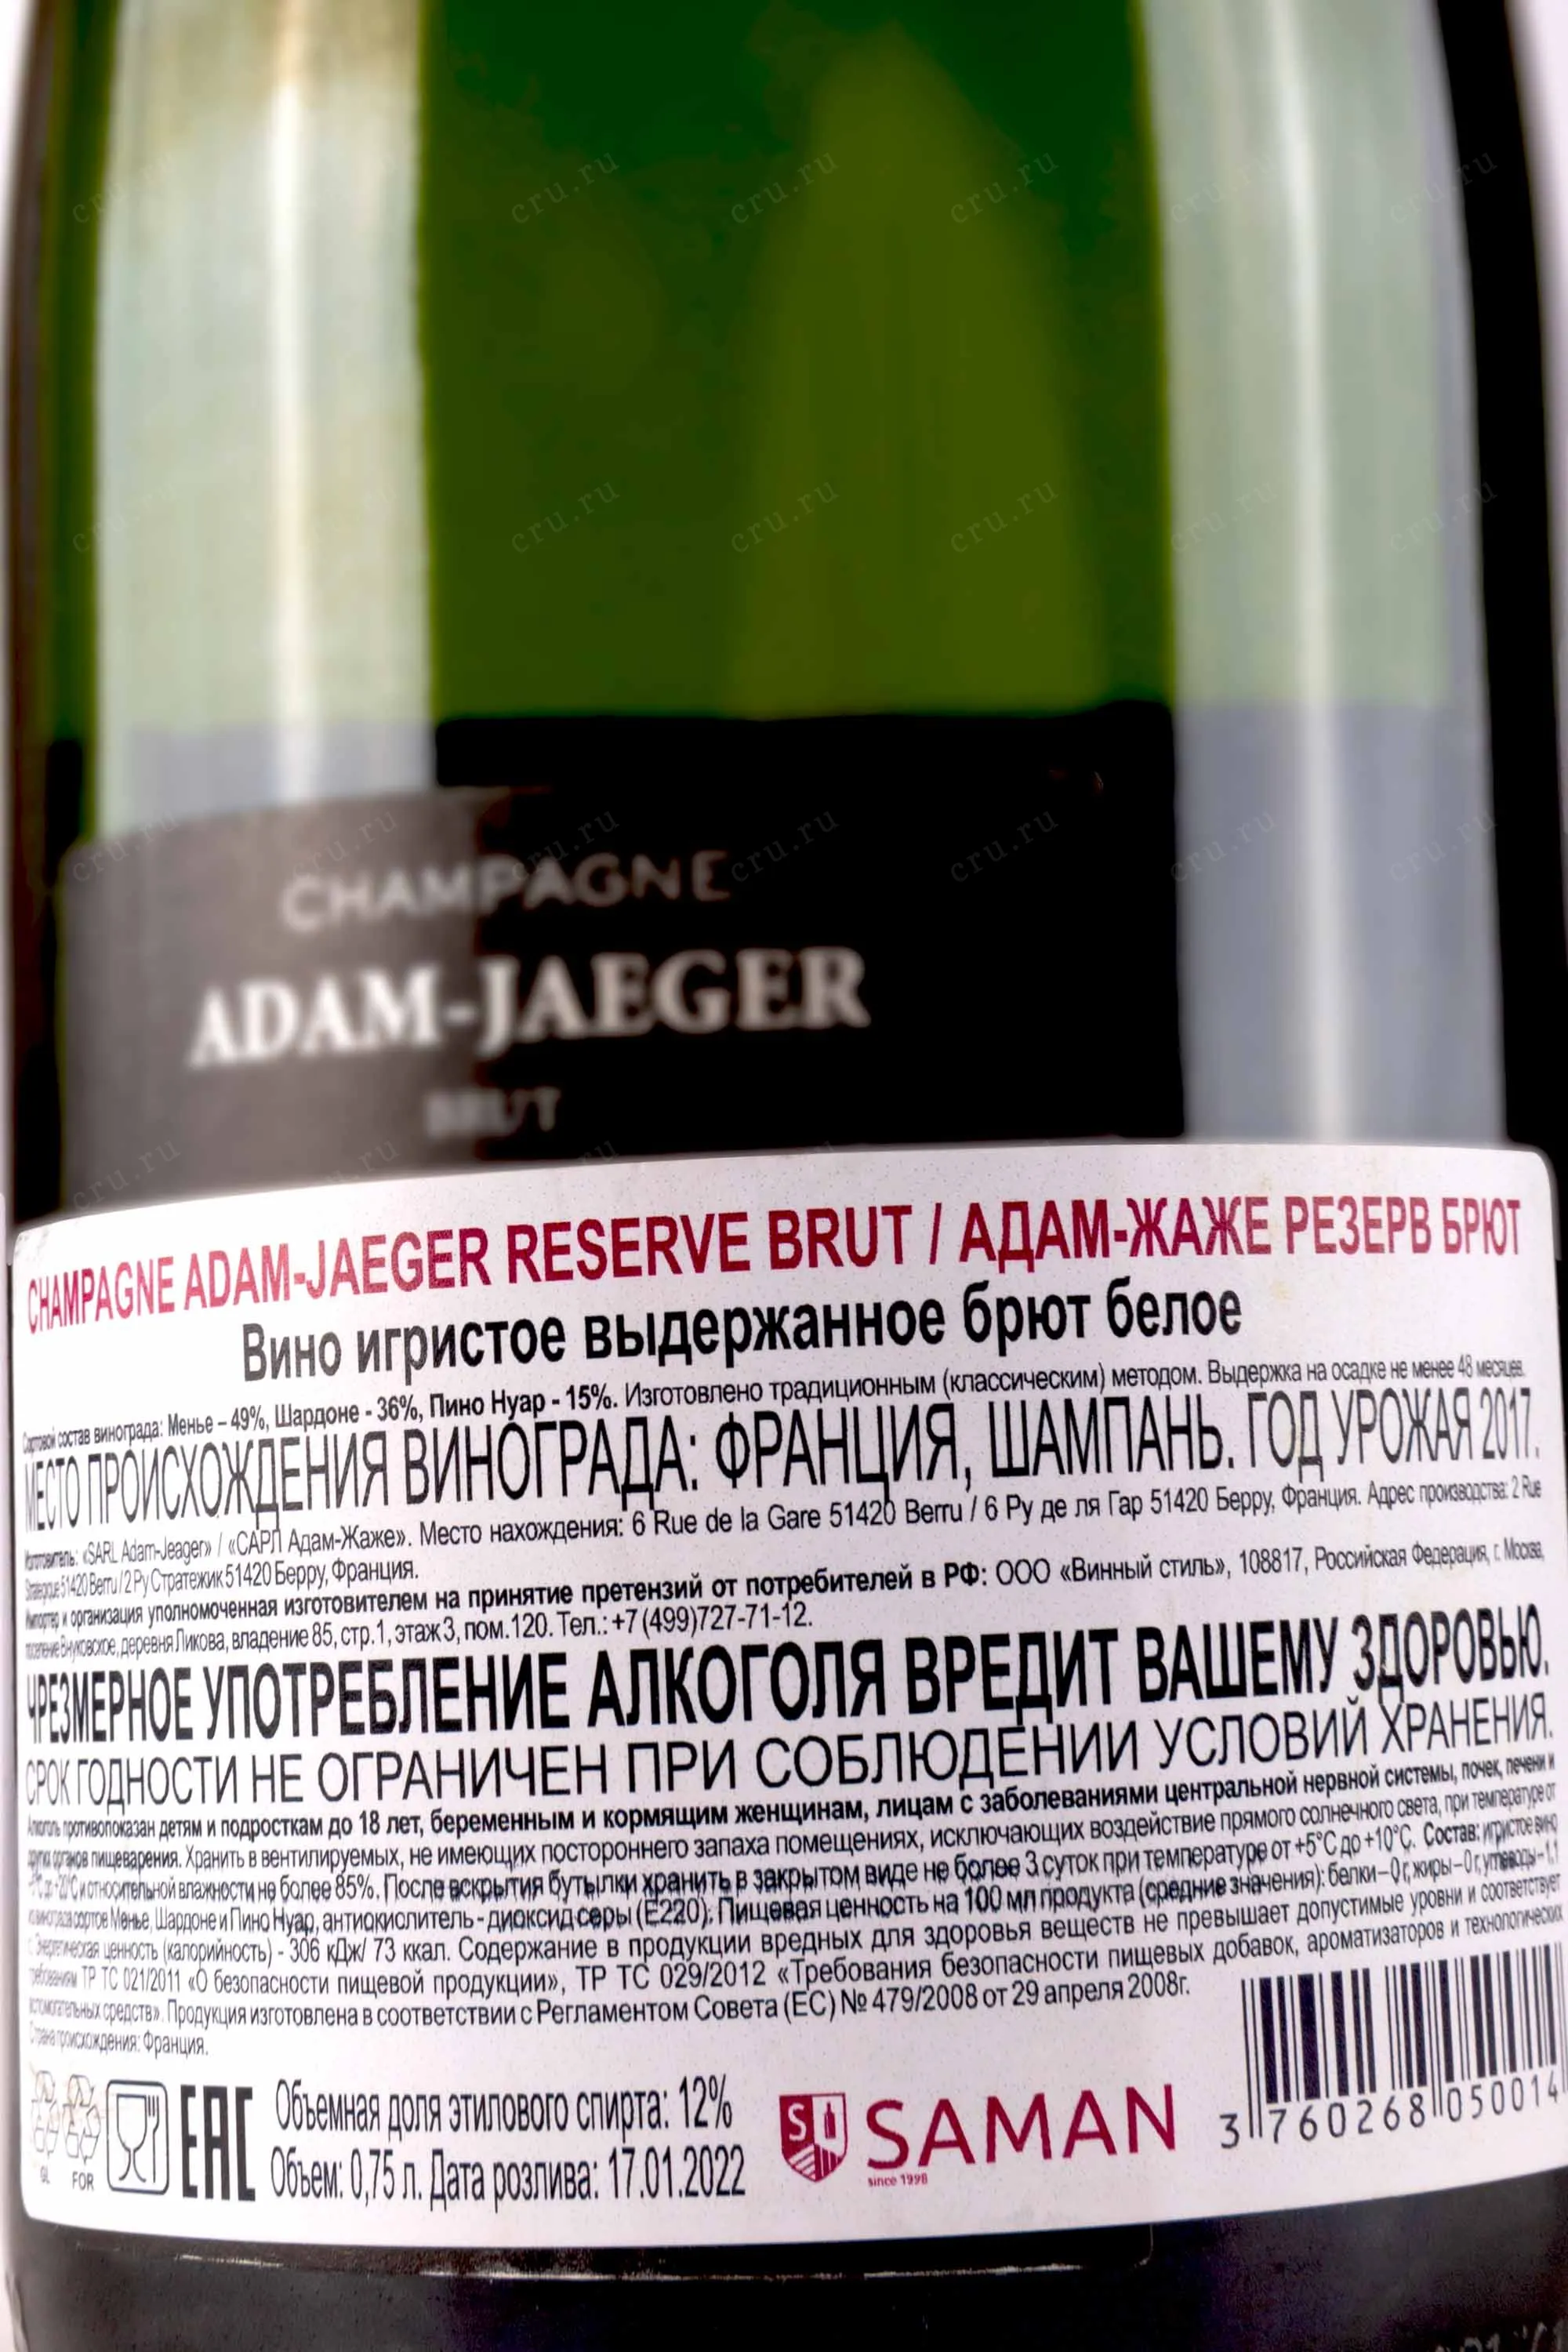 CHAMPAGNE
ADAM-JAEGER
BRUT
CHAMPAGNE ADAM-JAEGER RESERVE BRUT / АДАМ-ЖАЖЕ РЕЗЕРВ БРЮТ
Вино игристое выдержанное брют белое
Сортовой состав винограда: Менье – 49%, Шардоне - 36%, Пино Нуар - 15%. Изготовлено традиционным (классическим) методом. Выдержка на осадке не менее 48 месяцев.
МЕСТО ПРОИСХОЖДЕНИЯ ВИНОГРАДА: ФРАНЦИЯ, ШАМПАНЬ. ГОД УРОЖАЯ 2017.
Изготовитель: «SARL Adam-Jeager» / «САРЛ Адам-Жаже». Место нахождения: 6 Rue de la Gare 51420 Berru / 6 Ру де ля Гар 51420 Берру, Франция. Адрес производства: 2 Rue
Strategique 51420 Berru / 2 Ру Стратежик 51420 Берру, Франция.
Импортер и организация уполномоченная изготовителем на принятие претензий от потребителей в РФ: ООО «Винный стиль», 108817, Российская Федерация, г. Москва,
поселение Внуковское, деревня Ликова, владение 85, стр.1, этаж 3, пом.120. Тел.: +7 (499)727-71-12.
ЧРЕЗМЕРНОЕ УПОТРЕБЛЕНИЕ АЛКОГОЛЯ ВРЕДИТ ВАШЕМУ ЗДОРОВЬЮ.
СРОК ГОДНОСТИ НЕ ОГРАНИЧЕН ПРИ СОБЛЮДЕНИИ УСЛОВИЙ ХРАНЕНИЯ.
Алкоголь противопоказан детям и подросткам до 18 лет, беременным и кормящим женщинам, лицам с заболеваниями центральной нервной системы, почек, печени и
других органов пищеварения. Хранить в вентилируемых, не имеющих постороннего запаха помещениях, исключающих воздействие прямого солнечного света, при температуре от
до +20°С и относительной влажности не более 85%. После вскрытия бутылки хранить в закрытом виде не более 3 суток при температуре от +5°С до +10°С. Состав: игристое вино
из винограда сортов Менье, Шардоне и Пино Нуар, антиокислитель - диоксид серы (Е220). Пищевая ценность на 100 мл продукта (средние значения): белки – 0 г, жиры – 0 г, углеводы – 1.1
г. Энергетическая ценность (калорийность) - 306 кДж/ 73 ккал. Содержание в продукции вредных для здоровья веществ не превышает допустимые уровни и соответствует
требованиям ТР ТС 021/2011 «О безопасности пищевой продукции», ТР ТС 029/2012 «Требования безопасности пищевых добавок, ароматизаторов и технологических
вспомогательных средств». Продукция изготовлена в соответствии с Регламентом Совета (ЕС) № 479/2008 от 29 апреля 2008г.
Страна происхождения: Франция.
GL FOR
EAC
Объемная доля этилового спирта: 12%
Объем: 0,75 л. Дата розлива: 17.01.2022
SAMAN
since 1998
3 760268 050014
cru.ru